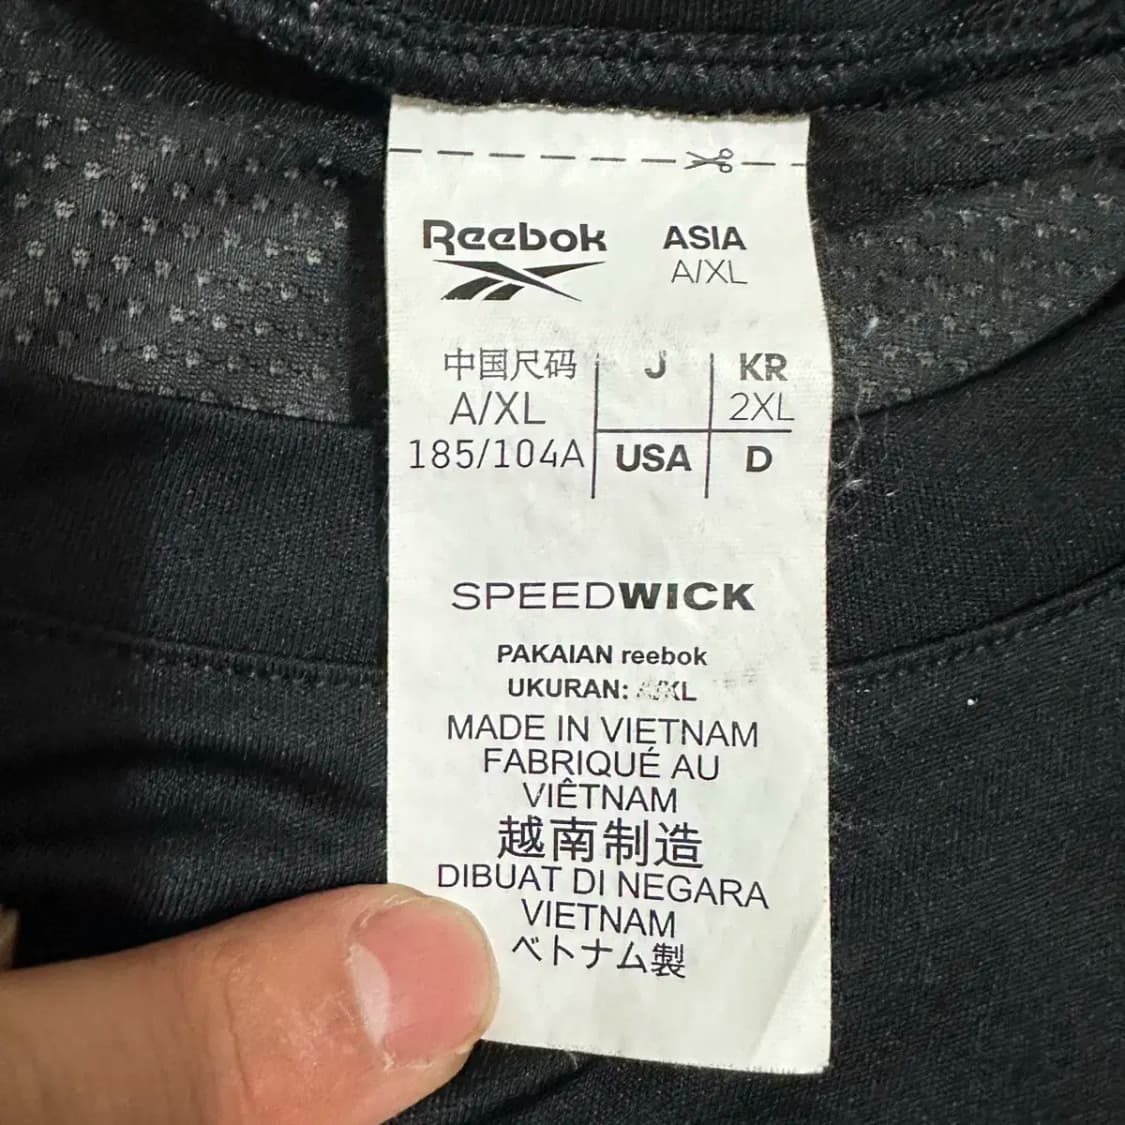 Reebok ASIA
A/XL
中国尺码 J KR
A/XL 2XL
185/104A USA D
SPEEDWICK
PAKAIAN reebok
UKURAN: A/XL
MADE IN VIETNAM
FABRIQUÉ AU
VIÊTNAM
越南制造
DIBUAT DI NEGARA
VIETNAM
ベトナム製